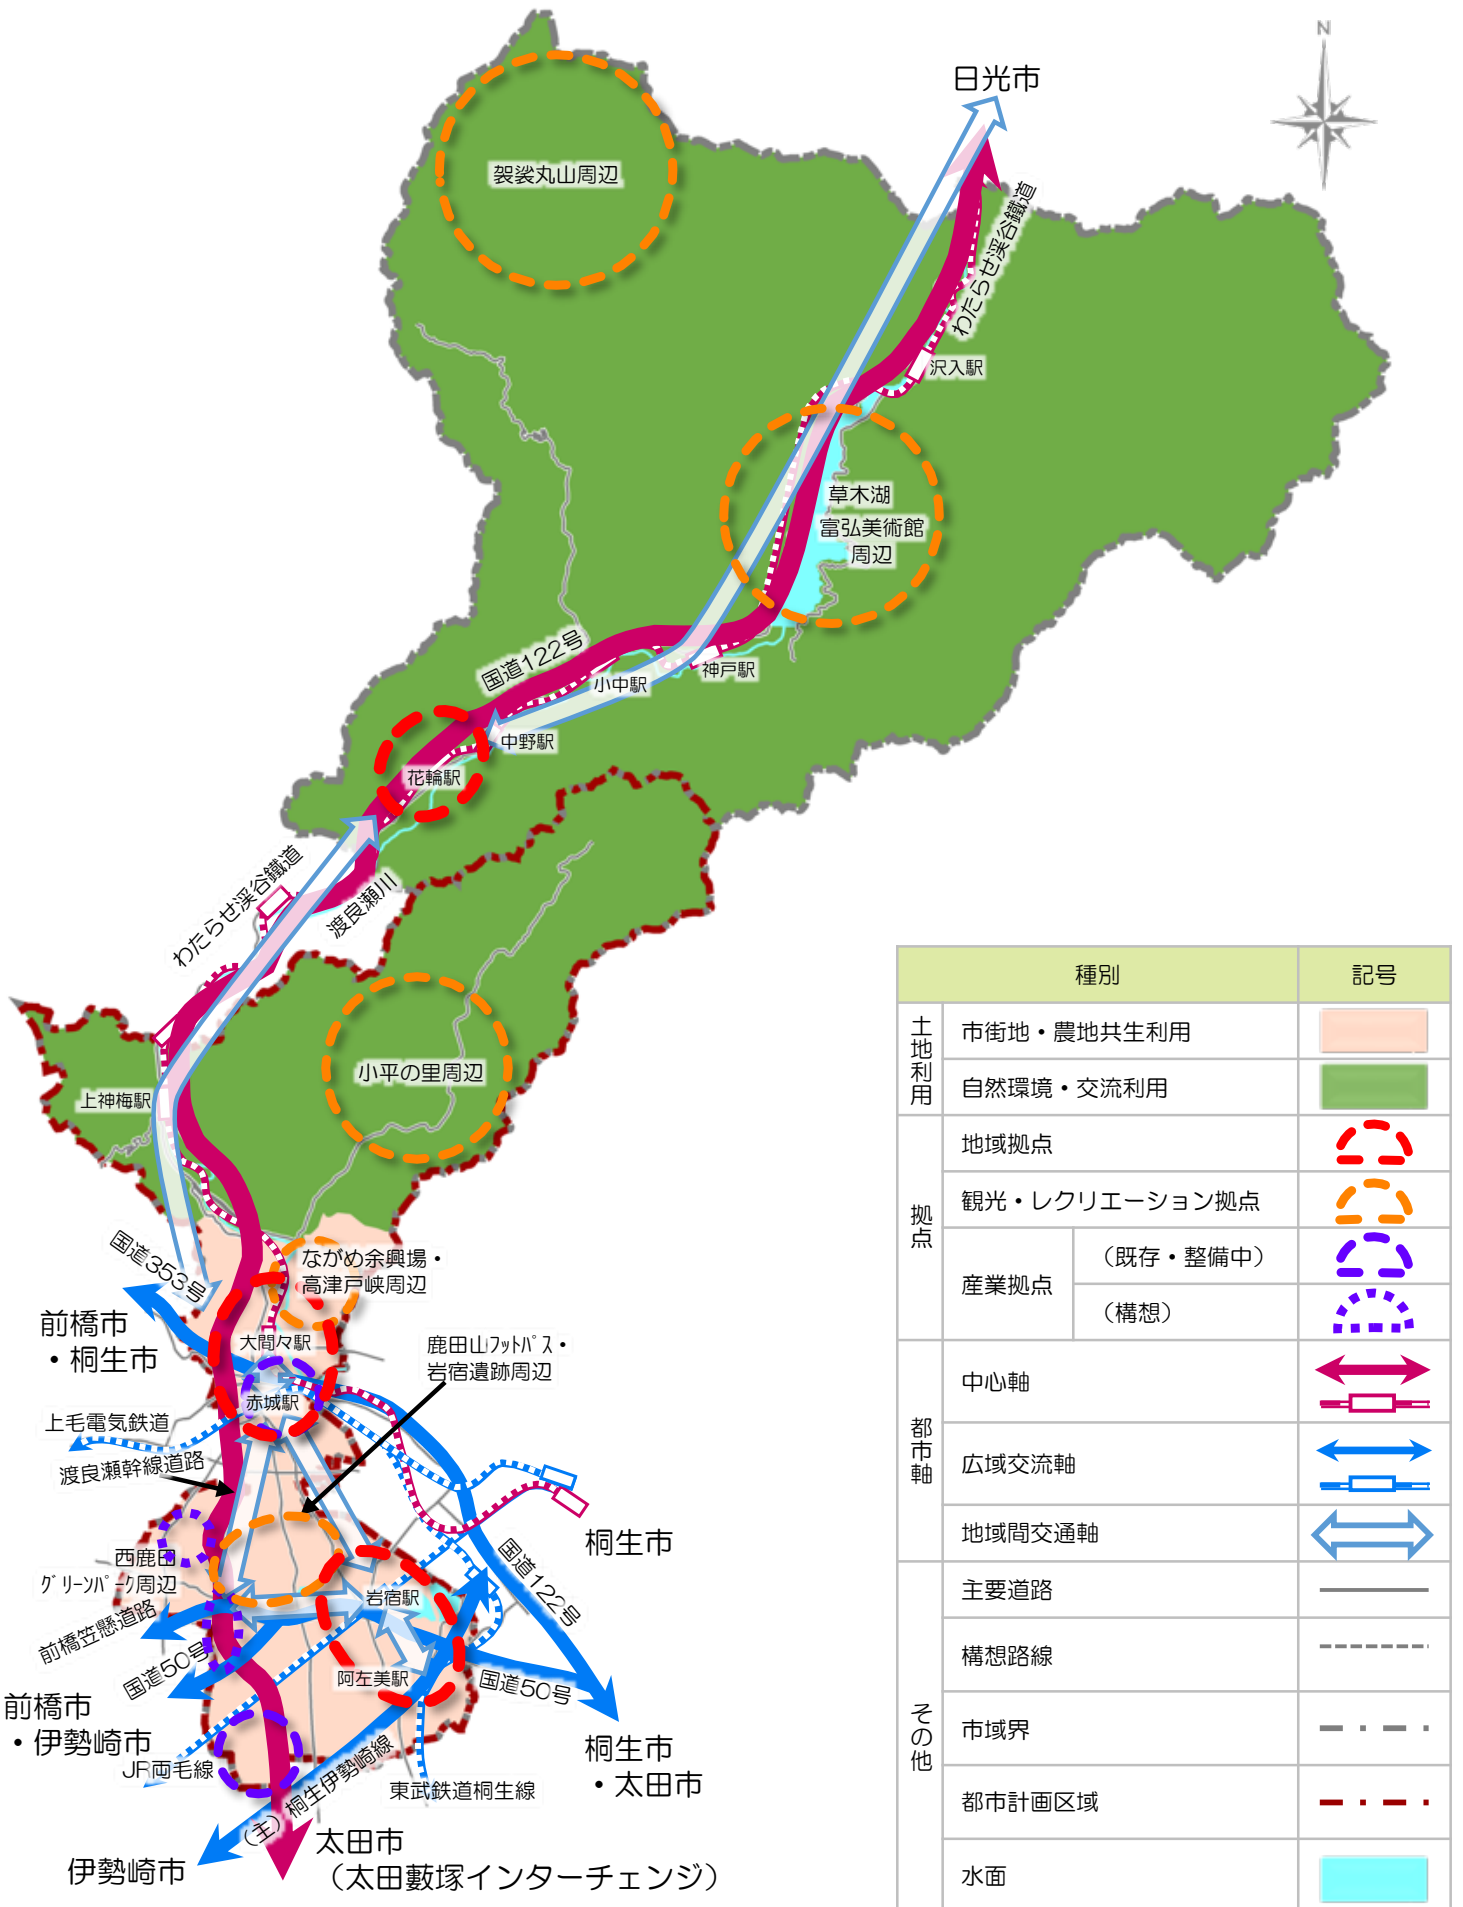 N
日光市
袈裟丸山周辺
わたらせ渓谷鐵道
沢入駅
草木湖
富弘美術館
周辺
国道122号
神戸駅
小中駅
中野駅
花輪駅
わたらせ渓谷鐵道
渡良瀬川
小平の里周辺
上神梅駅
国道353号
ながめ余興場・
高津戸峡周辺
前橋市
・桐生市
大間々駅
鹿田山フットパス・
岩宿遺跡周辺
赤城駅
上毛電気鉄道
渡良瀬幹線道路
桐生市
西鹿田
グリーンパーク周辺
国道122号
岩宿駅
前橋笠懸道路
国道50号
阿左美駅
国道50号
前橋市
・伊勢崎市
JR両毛線
（主）桐生伊勢崎線
東武鉄道桐生線
桐生市
・太田市
伊勢崎市
太田市
（太田藪塚インターチェンジ）
種別
記号
土地利用
市街地・農地共生利用
自然環境・交流利用
拠点
地域拠点
観光・レクリエーション拠点
産業拠点
（既存・整備中）
（構想）
都市軸
中心軸
広域交流軸
地域間交通軸
その他
主要道路
構想路線
市域界
都市計画区域
水面